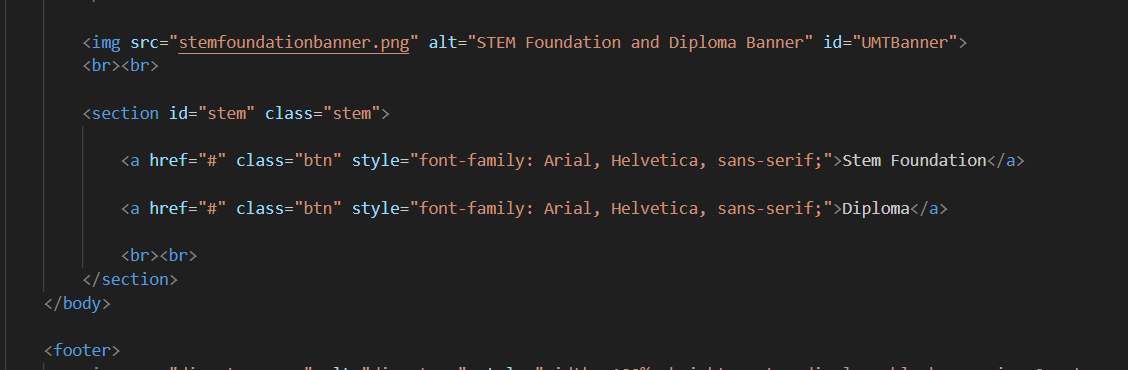 <img src="stemfoundationbanner.png" alt="STEM Foundation and Diploma Banner" id="UMTBanner">
<br><br>
<section id="stem" class="stem">
<a href="#" class="btn" style="font-family: Arial, Helvetica, sans-serif;">Stem Foundation</a>
<a href="#" class="btn" style="font-family: Arial, Helvetica, sans-serif;">Diploma</a>
<br><br>
</section>
</body>
<footer>